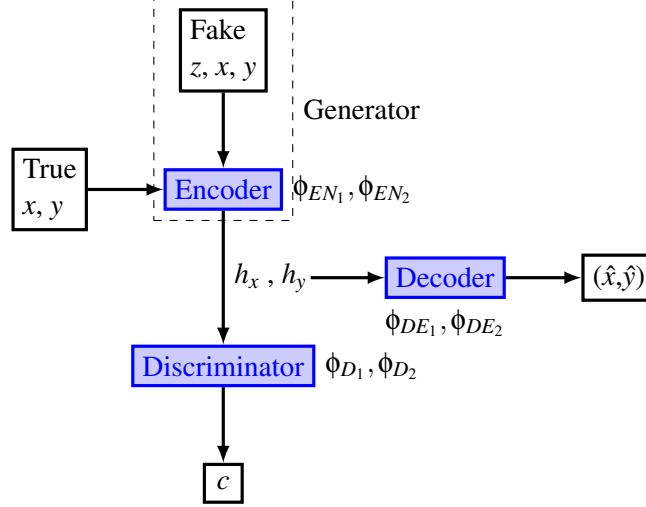 Fake
z, x, y
Generator
True
x, y
Encoder
ϕ_{EN_1}, ϕ_{EN_2}
h_x , h_y
Decoder
(x̂,ŷ)
ϕ_{DE_1}, ϕ_{DE_2}
Discriminator
ϕ_{D_1}, ϕ_{D_2}
c